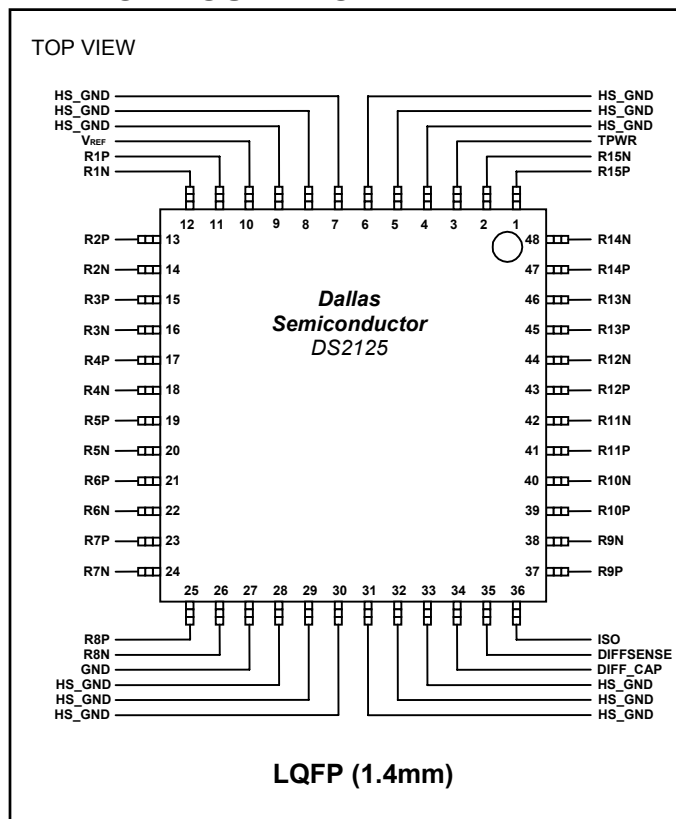 TOP VIEW
HS_GND
HS_GND
HS_GND
VREF
R1P
R1N
HS_GND
HS_GND
HS_GND
TPWR
R15N
R15P
12 11 10 9 8 7 6 5 4 3 2 1
R2P 13
R2N 14
R3P 15
R3N 16
R4P 17
R4N 18
R5P 19
R5N 20
R6P 21
R6N 22
R7P 23
R7N 24
Dallas
Semiconductor
DS2125
48 R14N
47 R14P
46 R13N
45 R13P
44 R12N
43 R12P
42 R11N
41 R11P
40 R10N
39 R10P
38 R9N
37 R9P
25 26 27 28 29 30 31 32 33 34 35 36
R8P
R8N
GND
HS_GND
HS_GND
HS_GND
ISO
DIFFSENSE
DIFF_CAP
HS_GND
HS_GND
HS_GND
LQFP (1.4mm)